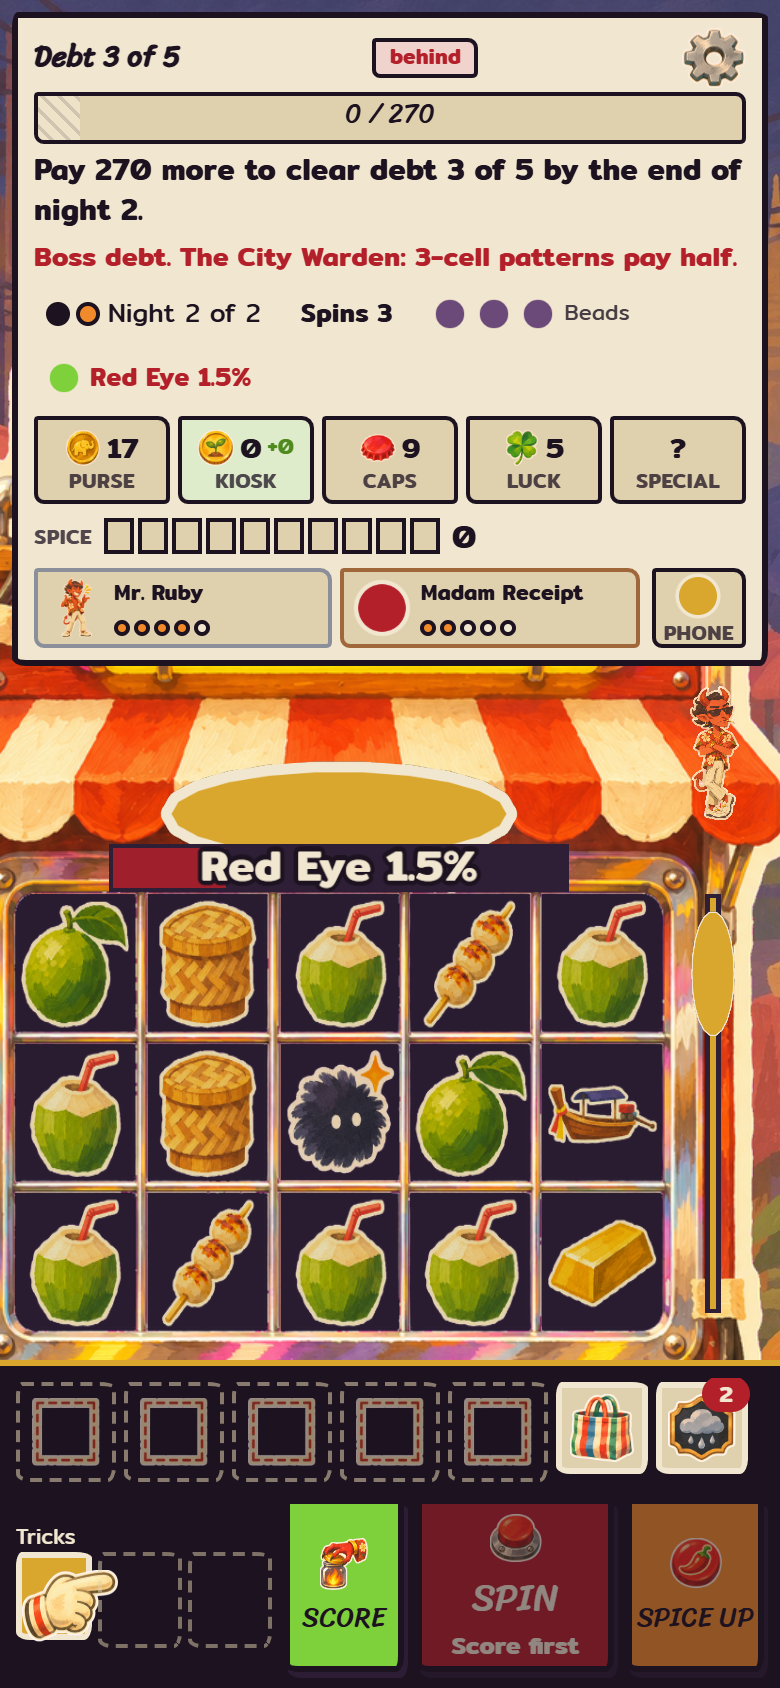 Debt 3 of 5
behind
0 / 270
Pay 270 more to clear debt 3 of 5 by the end of
night 2.
Boss debt. The City Warden: 3-cell patterns pay half.
Night 2 of 2 Spins 3 Beads
Red Eye 1.5%
17 0 +0 9 5 ?
PURSE KIOSK CAPS LUCK SPECIAL
SPICE 0
Mr. Ruby Madam Receipt
PHONE
Red Eye 1.5%
2
Tricks
SCORE SPIN SPICE UP
Score first